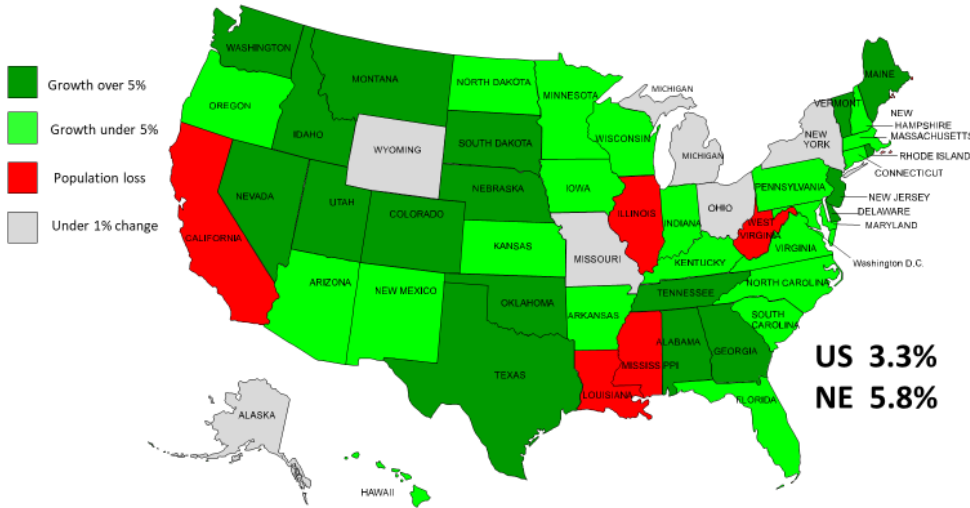 Growth over 5%
Growth under 5%
Population loss
Under 1% change
WASHINGTON
OREGON
CALIFORNIA
NEVADA
IDAHO
MONTANA
WYOMING
UTAH
COLORADO
ARIZONA
NEW MEXICO
NORTH DAKOTA
SOUTH DAKOTA
NEBRASKA
KANSAS
OKLAHOMA
TEXAS
MINNESOTA
IOWA
MISSOURI
ARKANSAS
LOUISIANA
WISCONSIN
ILLINOIS
MICHIGAN
MICHIGAN
INDIANA
OHIO
KENTUCKY
TENNESSEE
MISSISSIPPI
ALABAMA
GEORGIA
FLORIDA
SOUTH
CAROLINA
NORTH CAROLINA
VIRGINIA
WEST
VIRGINIA
PENNSYLVANIA
NEW
YORK
VERMONT
MAINE
NEW
HAMPSHIRE
MASSACHUSETTS
RHODE ISLAND
CONNECTICUT
NEW JERSEY
DELAWARE
MARYLAND
Washington D.C.
ALASKA
HAWAII
US 3.3%
NE 5.8%